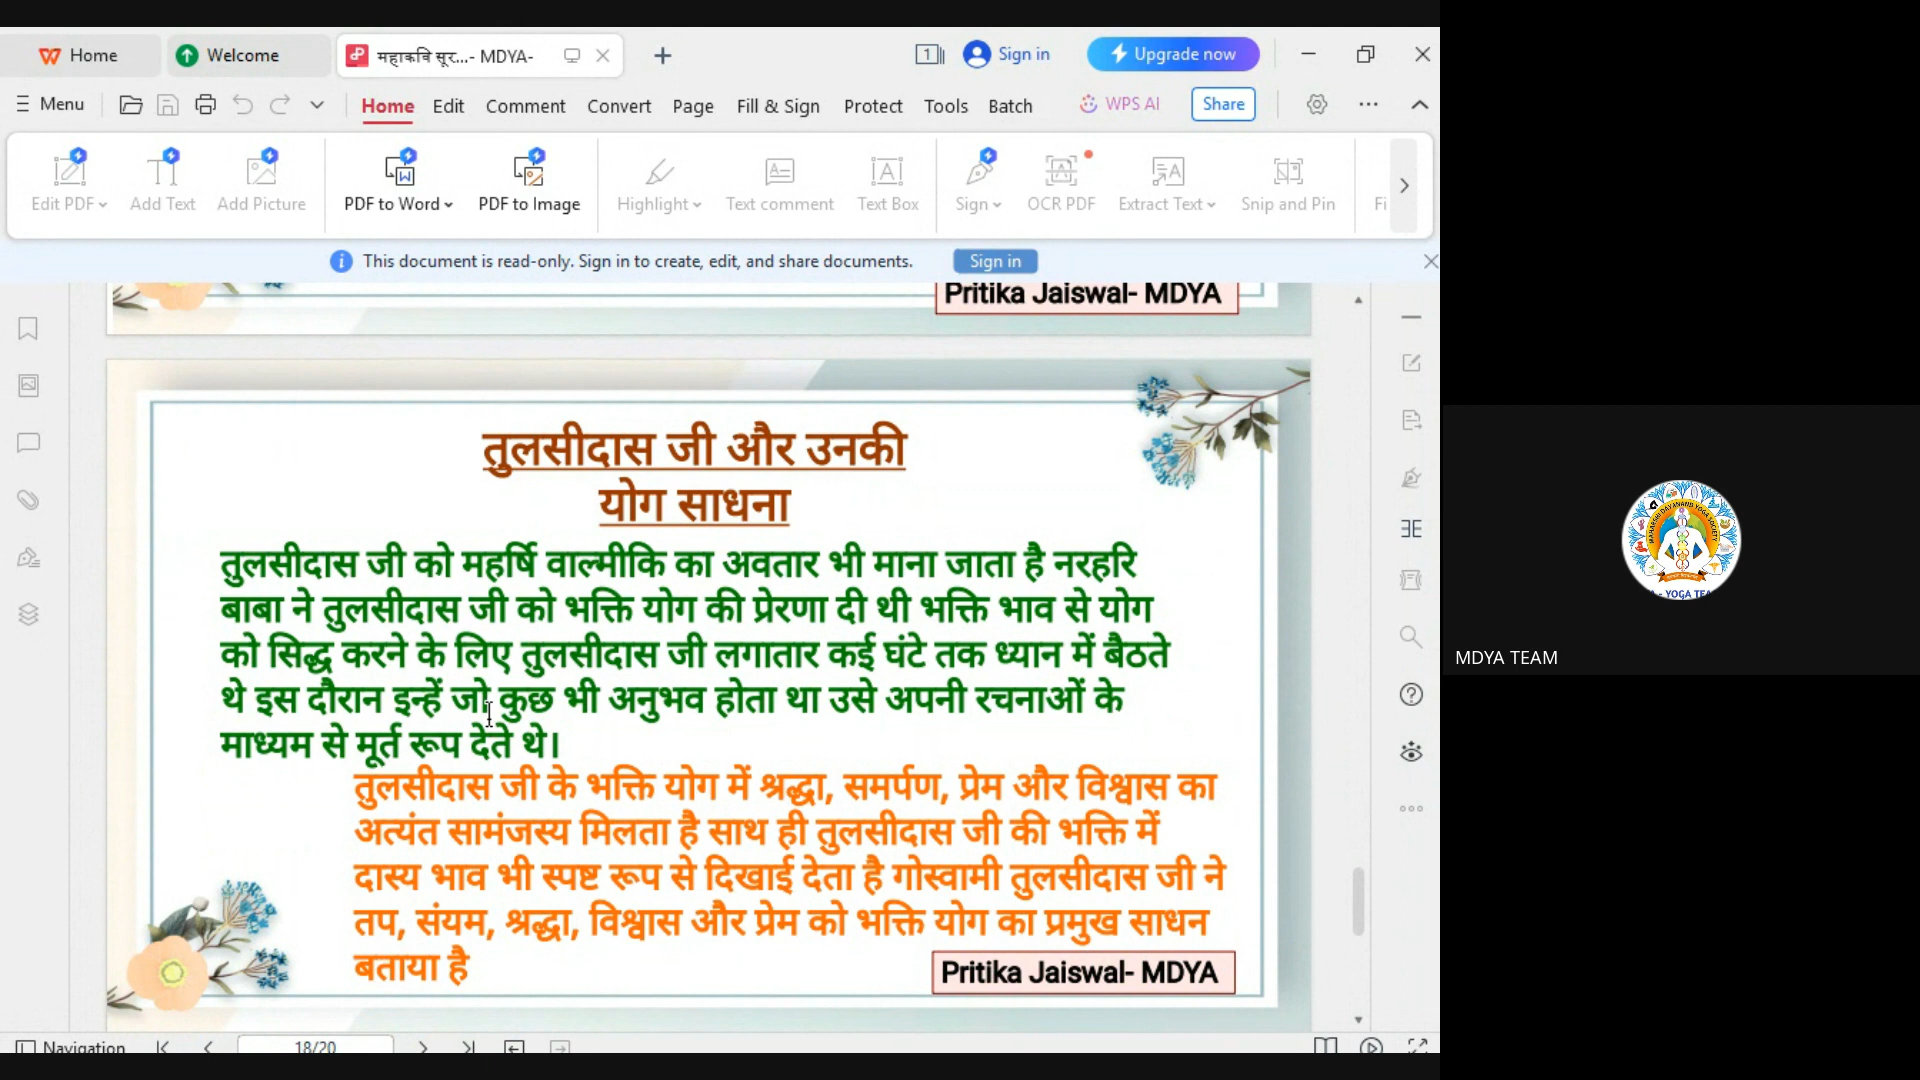 Home
Welcome
महाकवि सूर...- MDYA-
1
Sign in
Upgrade now
Menu
Home Edit Comment Convert Page Fill & Sign Protect Tools Batch
WPS AI
Share
Edit PDF Add Text Add Picture PDF to Word PDF to Image Highlight Text comment Text Box Sign OCR PDF Extract Text Snip and Pin Fi
This document is read-only. Sign in to create, edit, and share documents.
Sign in
Pritika Jaiswal- MDYA
तुलसीदास जी और उनकी
योग साधना
तुलसीदास जी को महर्षि वाल्मीकि का अवतार भी माना जाता है नरहरि
बाबा ने तुलसीदास जी को भक्ति योग की प्रेरणा दी थी भक्ति भाव से योग
को सिद्ध करने के लिए तुलसीदास जी लगातार कई घंटे तक ध्यान में बैठते
थे इस दौरान इन्हें जो कुछ भी अनुभव होता था उसे अपनी रचनाओं के
माध्यम से मूर्त रूप देते थे।
तुलसीदास जी के भक्ति योग में श्रद्धा, समर्पण, प्रेम और विश्वास का
अत्यंत सामंजस्य मिलता है साथ ही तुलसीदास जी की भक्ति में
दास्य भाव भी स्पष्ट रूप से दिखाई देता है गोस्वामी तुलसीदास जी ने
तप, संयम, श्रद्धा, विश्वास और प्रेम को भक्ति योग का प्रमुख साधन
बताया है
Pritika Jaiswal- MDYA
Navigation
18/20
MDYA TEAM